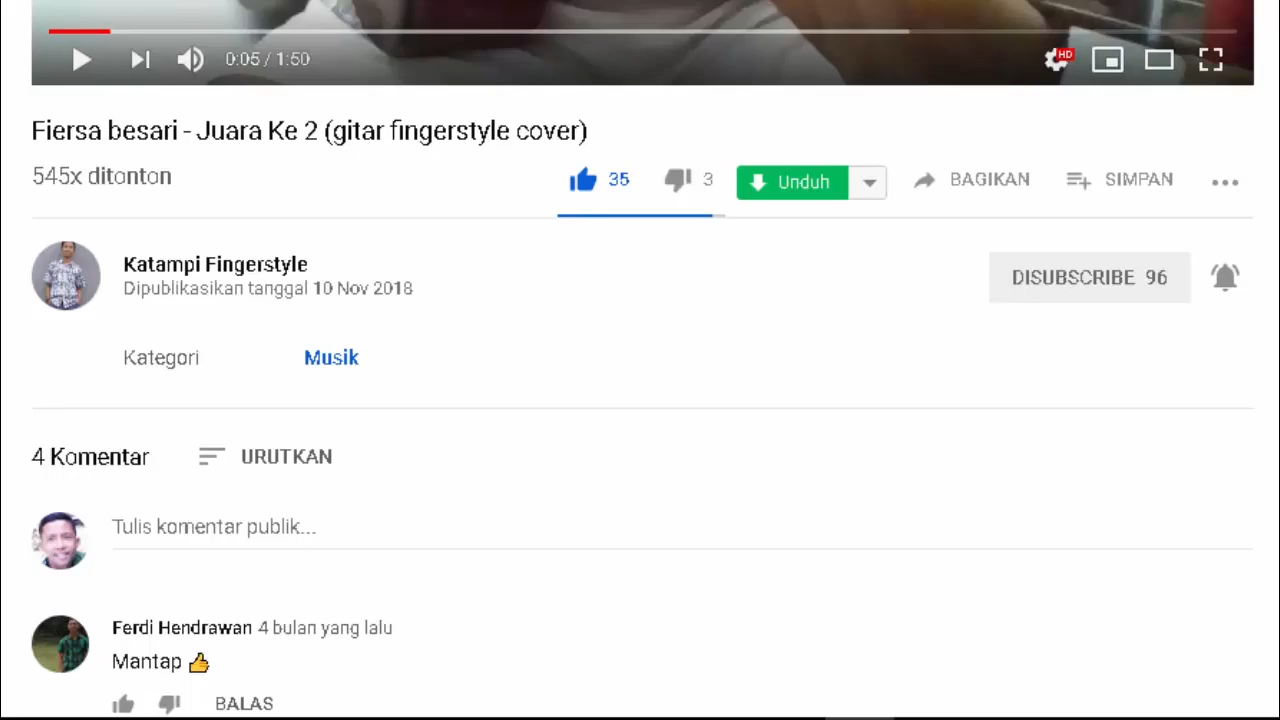 0:05 / 1:50
HD
Fiersa besari - Juara Ke 2 (gitar fingerstyle cover)
545x ditonton
35
3
Unduh
BAGIKAN
SIMPAN
Katampi Fingerstyle
Dipublikasikan tanggal 10 Nov 2018
DISUBSCRIBE 96
Kategori Musik
4 Komentar
URUTKAN
Tulis komentar publik...
Ferdi Hendrawan 4 bulan yang lalu
Mantap 👍
BALAS